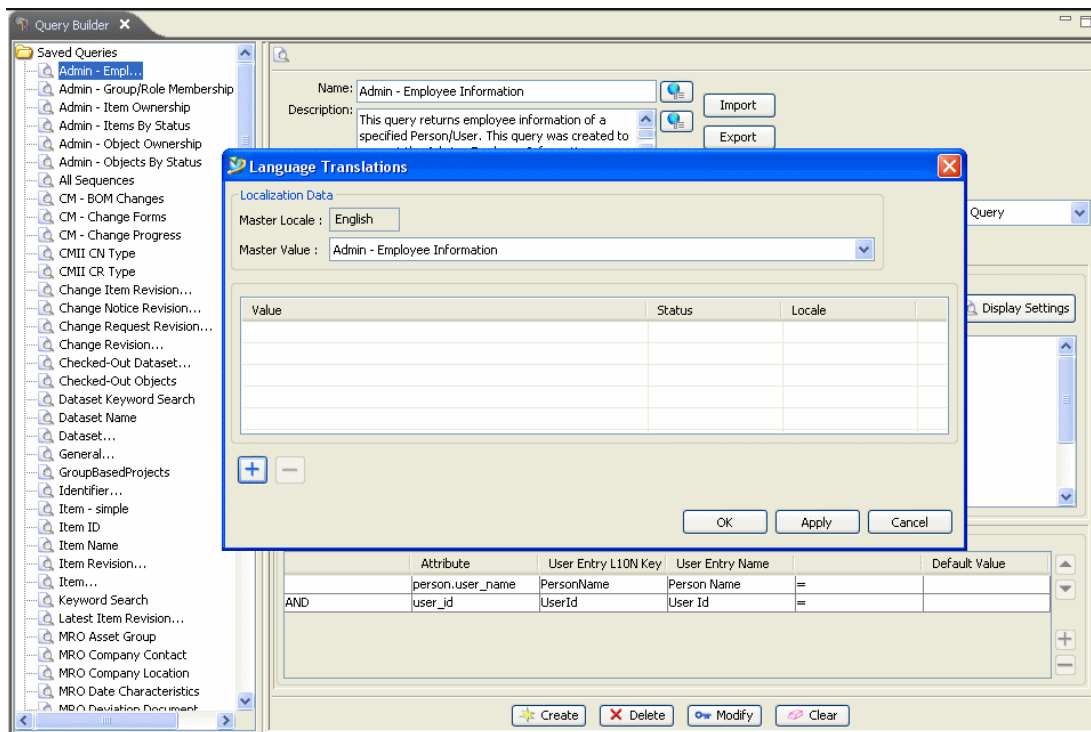 Query Builder
Saved Queries
Admin - Empl...
Admin - Group/Role Membership
Admin - Item Ownership
Admin - Items By Status
Admin - Object Ownership
Admin - Objects By Status
All Sequences
CM - BOM Changes
CM - Change Forms
CM - Change Progress
CMII CN Type
CMII CR Type
Change Item Revision...
Change Notice Revision...
Change Request Revision...
Change Revision...
Checked-Out Dataset...
Checked-Out Objects
Dataset Keyword Search
Dataset Name
Dataset...
General...
GroupBasedProjects
Identifier...
Item - simple
Item ID
Item Name
Item Revision...
Item...
Keyword Search
Latest Item Revision...
MRO Asset Group
MRO Company Contact
MRO Company Location
MRO Date Characteristics
MRO Deviation Document
Name: Admin - Employee Information
Import
Description: This query returns employee information of a
specified Person/User. This query was created to
Export
Query
Display Settings
Language Translations
Localization Data
Master Locale : English
Master Value : Admin - Employee Information
Value Status Locale
OK Apply Cancel
Attribute User Entry L10N Key User Entry Name Default Value
person.user_name PersonName Person Name =
AND user_id UserId User Id =
Create Delete Modify Clear